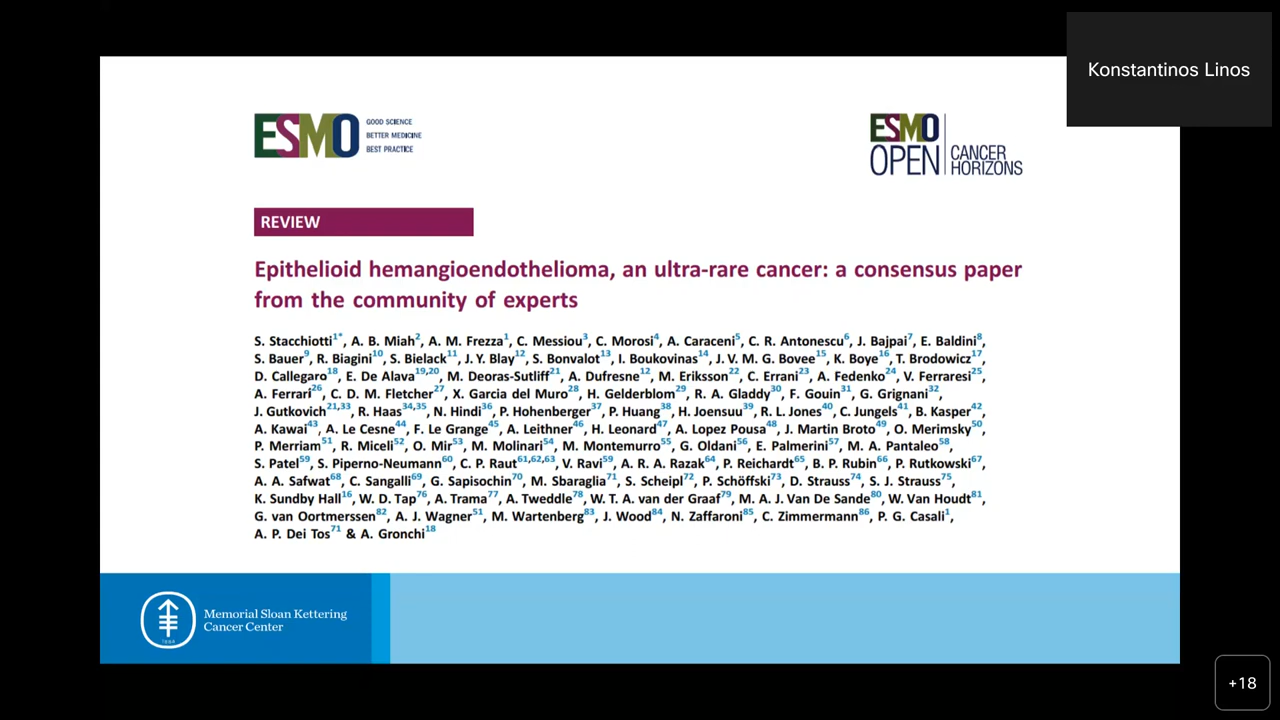 Konstantinos Linos
ESMO
GOOD SCIENCE
BETTER MEDICINE
BEST PRACTICE
ESMO
OPEN
CANCER
HORIZONS
REVIEW
Epithelioid hemangioendothelioma, an ultra-rare cancer: a consensus paper
from the community of experts
S. Stacchiotti1*, A. B. Miah2, A. M. Frezza1, C. Messiou3, C. Morosi4, A. Caraceni5, C. R. Antonescu6, J. Bajpai7, E. Baldini8,
S. Bauer9, R. Biagini10, S. Bielack11, J. Y. Blay12, S. Bonvalot13, I. Boukovinas14, J. V. M. G. Bovee15, K. Boye16, T. Brodowicz17,
D. Callegaro18, E. De Alava19,20, M. Deoras-Sutliff21, A. Dufresne12, M. Eriksson22, C. Errani23, A. Fedenko24, V. Ferraresi25,
A. Ferrari26, C. D. M. Fletcher27, X. Garcia del Muro28, H. Gelderblom29, R. A. Gladdy30, F. Gouin31, G. Grignani32,
J. Gutkovich21,33, R. Haas34,35, N. Hindi36, P. Hohenberger37, P. Huang38, H. Joensuu39, R. L. Jones40, C. Jungels41, B. Kasper42,
A. Kawai43, A. Le Cesne44, F. Le Grange45, A. Leithner46, H. Leonard47, A. Lopez Pousa48, J. Martin Broto49, O. Merimsky50,
P. Merriam51, R. Miceli52, O. Mir53, M. Molinari54, M. Montemurro55, G. Oldani56, E. Palmerini57, M. A. Pantaleo58,
S. Patel59, S. Piperno-Neumann60, C. P. Raut61,62,63, V. Ravi59, A. R. A. Razak64, P. Reichardt65, B. P. Rubin66, P. Rutkowski67,
A. A. Safwat68, C. Sangalli69, G. Sapisochin70, M. Sbaraglia71, S. Scheipl72, P. Schöffski73, D. Strauss74, S. J. Strauss75,
K. Sundby Hall16, W. D. Tap76, A. Trama77, A. Tweddle78, W. T. A. van der Graaf79, M. A. J. Van De Sande80, W. Van Houdt81,
G. van Oortmerssen82, A. J. Wagner51, M. Wartenberg83, J. Wood84, N. Zaffaroni85, C. Zimmermann86, P. G. Casali1,
A. P. Dei Tos71 & A. Gronchi18
Memorial Sloan Kettering
Cancer Center
+18